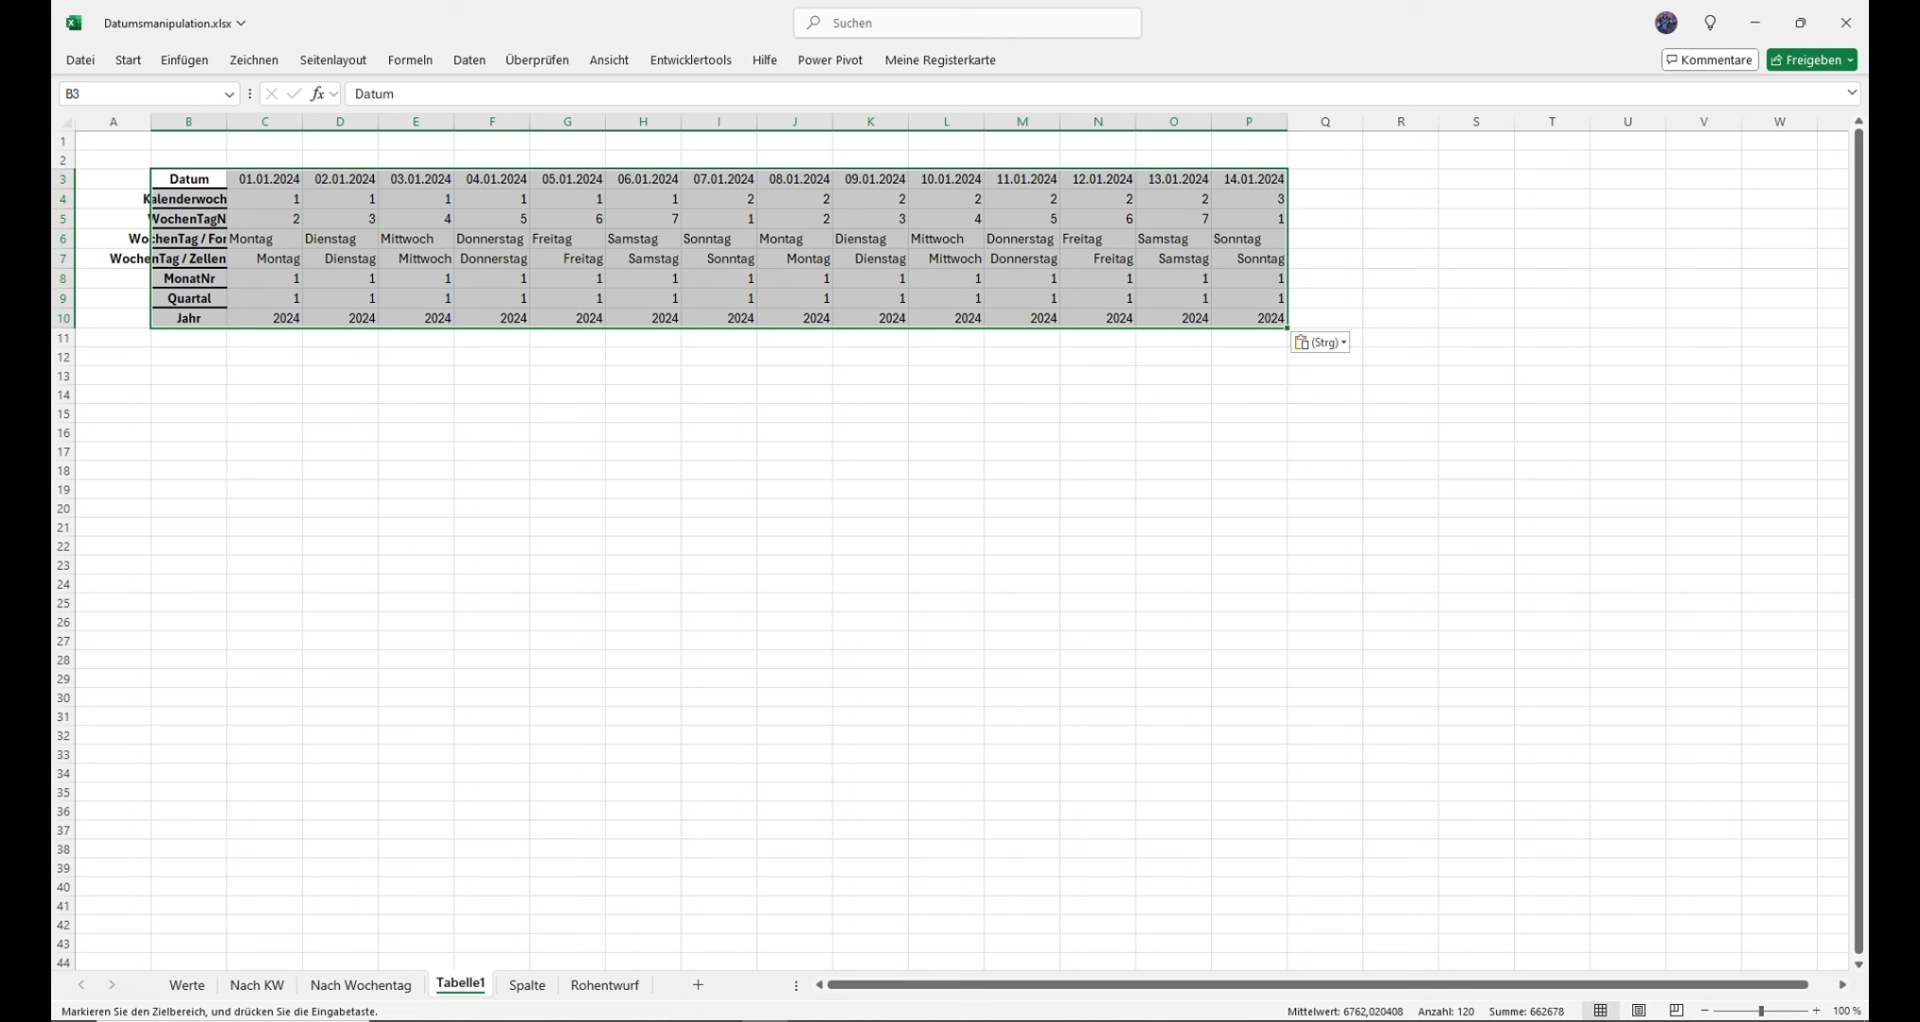 Datumsmanipulation.xlsx
Suchen
Datei Start Einfügen Zeichnen Seitenlayout Formeln Daten Überprüfen Ansicht Entwicklertools Hilfe Power Pivot Meine Registerkarte
Kommentare Freigeben
B3 fx Datum
A B C D E F G H I J K L M N O P Q R S T U V W
1
2
3 Datum 01.01.2024 02.01.2024 03.01.2024 04.01.2024 05.01.2024 06.01.2024 07.01.2024 08.01.2024 09.01.2024 10.01.2024 11.01.2024 12.01.2024 13.01.2024 14.01.2024
4 Kalenderwoch 1 1 1 1 1 1 2 2 2 2 2 2 2 3
5 WochenTagN 2 3 4 5 6 7 1 2 3 4 5 6 7 1
6 WochenTag / For Montag Dienstag Mittwoch Donnerstag Freitag Samstag Sonntag Montag Dienstag Mittwoch Donnerstag Freitag Samstag Sonntag
7 WochenTag / Zellen Montag Dienstag Mittwoch Donnerstag Freitag Samstag Sonntag Montag Dienstag Mittwoch Donnerstag Freitag Samstag Sonntag
8 MonatNr 1 1 1 1 1 1 1 1 1 1 1 1 1 1
9 Quartal 1 1 1 1 1 1 1 1 1 1 1 1 1 1
10 Jahr 2024 2024 2024 2024 2024 2024 2024 2024 2024 2024 2024 2024 2024 2024
11 (Strg)
12
13
14
15
16
17
18
19
20
21
22
23
24
25
26
27
28
29
30
31
32
33
34
35
36
37
38
39
40
41
42
43
44
Werte Nach KW Nach Wochentag Tabelle1 Spalte Rohentwurf
Markieren Sie den Zielbereich, und drücken Sie die Eingabetaste. Mittelwert: 6762,020408 Anzahl: 120 Summe: 662678 100 %